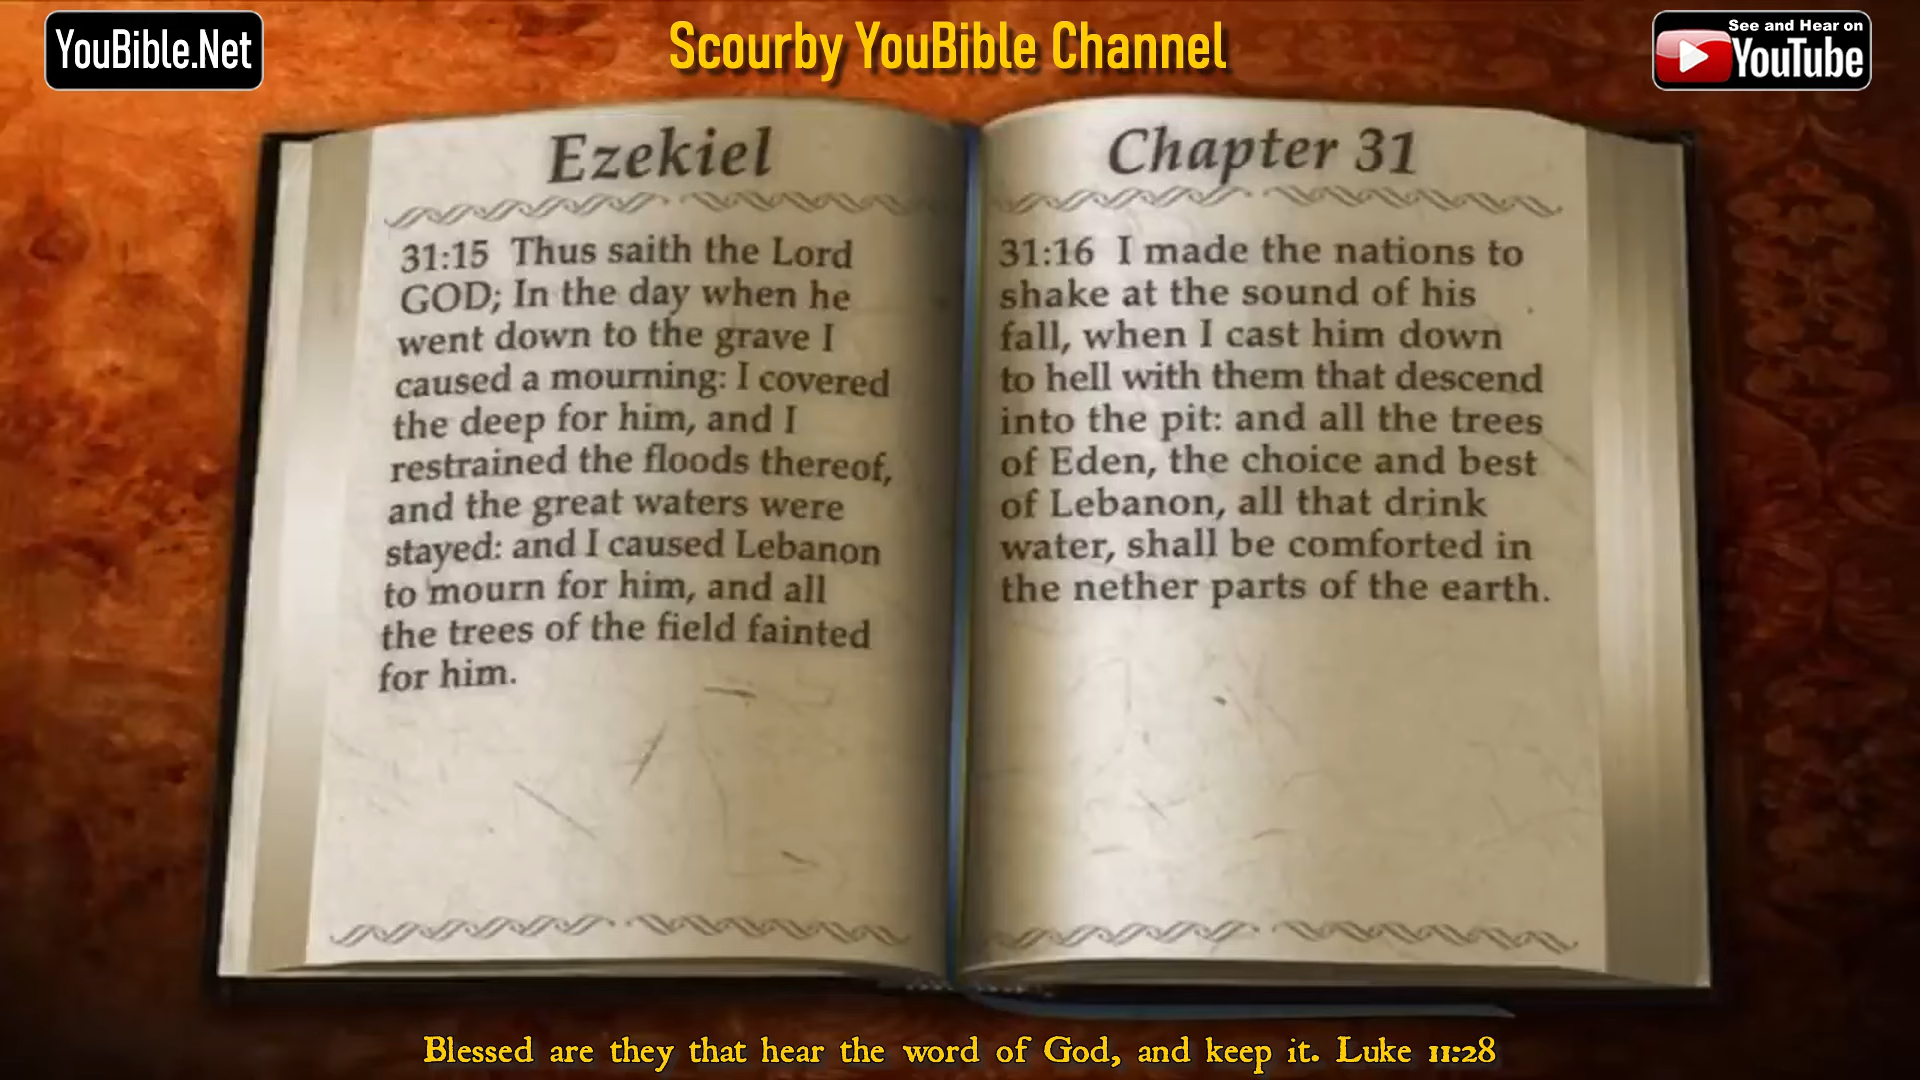 YouBible.Net
Scourby YouBible Channel
See and Hear on
YouTube
Ezekiel
31:15 Thus saith the Lord
GOD; In the day when he
went down to the grave I
caused a mourning: I covered
the deep for him, and I
restrained the floods thereof,
and the great waters were
stayed: and I caused Lebanon
to mourn for him, and all
the trees of the field fainted
for him.
Chapter 31
31:16 I made the nations to
shake at the sound of his
fall, when I cast him down
to hell with them that descend
into the pit: and all the trees
of Eden, the choice and best
of Lebanon, all that drink
water, shall be comforted in
the nether parts of the earth.
Blessed are they that hear the word of God, and keep it. Luke 11:28